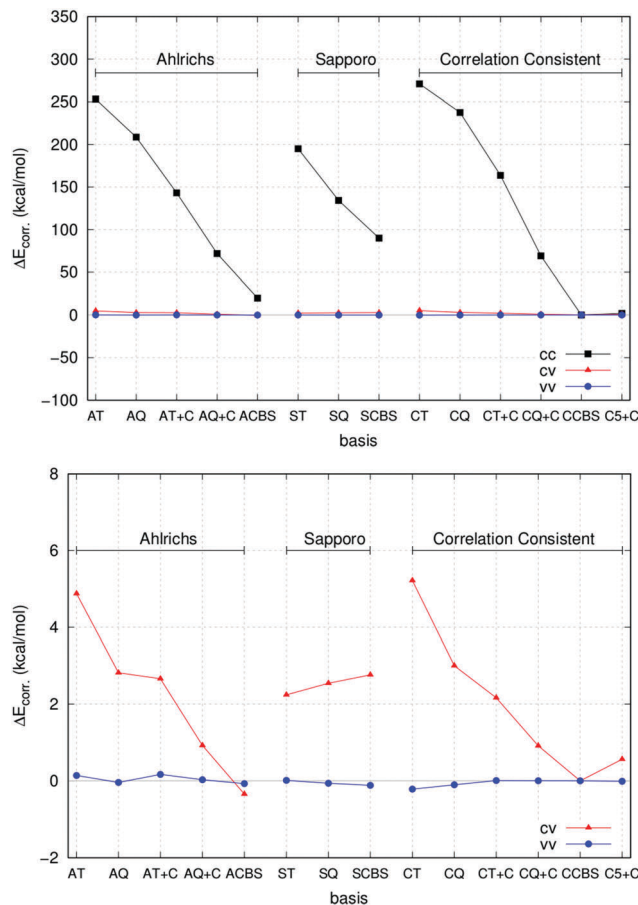 350
300
250
200
150
100
50
0
−50
−100
ΔEcorr. (kcal/mol)
Ahlrichs Sapporo Correlation Consistent
cc
cv
vv
AT AQ AT+C AQ+C ACBS ST SQ SCBS CT CQ CT+C CQ+C CCBS C5+C
basis
8
6
4
2
0
−2
ΔEcorr. (kcal/mol)
Ahlrichs Sapporo Correlation Consistent
cv
vv
AT AQ AT+C AQ+C ACBS ST SQ SCBS CT CQ CT+C CQ+C CCBS C5+C
basis